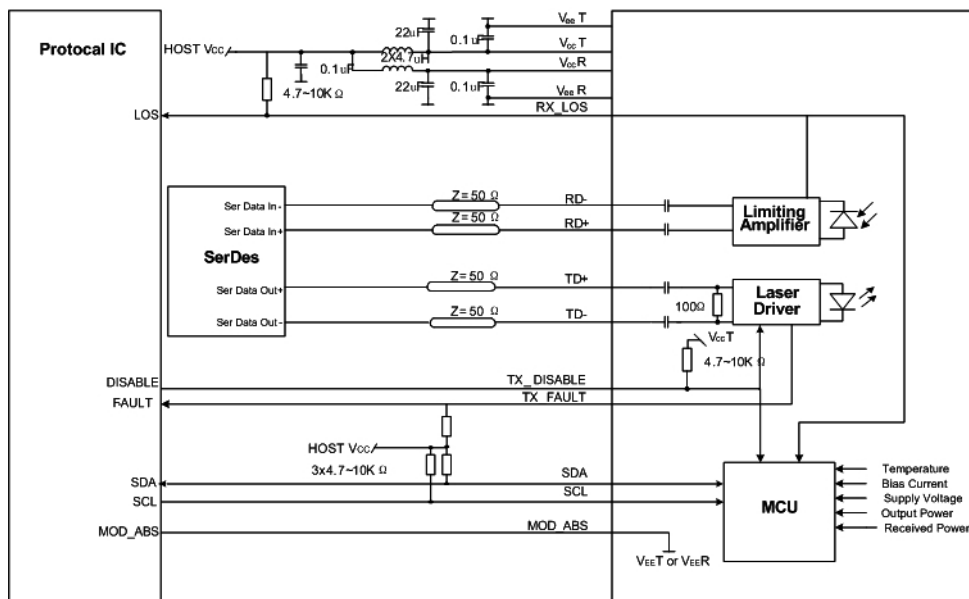 Protocal IC
HOST Vcc
22uF
0.1uF
VeeT
VccT
2X4.7uH
0.1uF
VccR
22uF
0.1uF
VeeR
4.7~10K Ω
LOS
RX_LOS
Z=50 Ω
RD-
Ser Data In-
Z=50 Ω
RD+
Ser Data In+
Limiting
Amplifier
SerDes
Z=50 Ω
TD+
Ser Data Out+
Z=50 Ω
TD-
Ser Data Out-
100Ω
Laser
Driver
VccT
4.7~10K Ω
DISABLE
TX_DISABLE
FAULT
TX_FAULT
HOST Vcc
3x4.7~10K Ω
SDA
SDA
SCL
SCL
MCU
Temperature
Bias Current
Supply Voltage
Output Power
Received Power
MOD_ABS
MOD_ABS
VEET or VEER